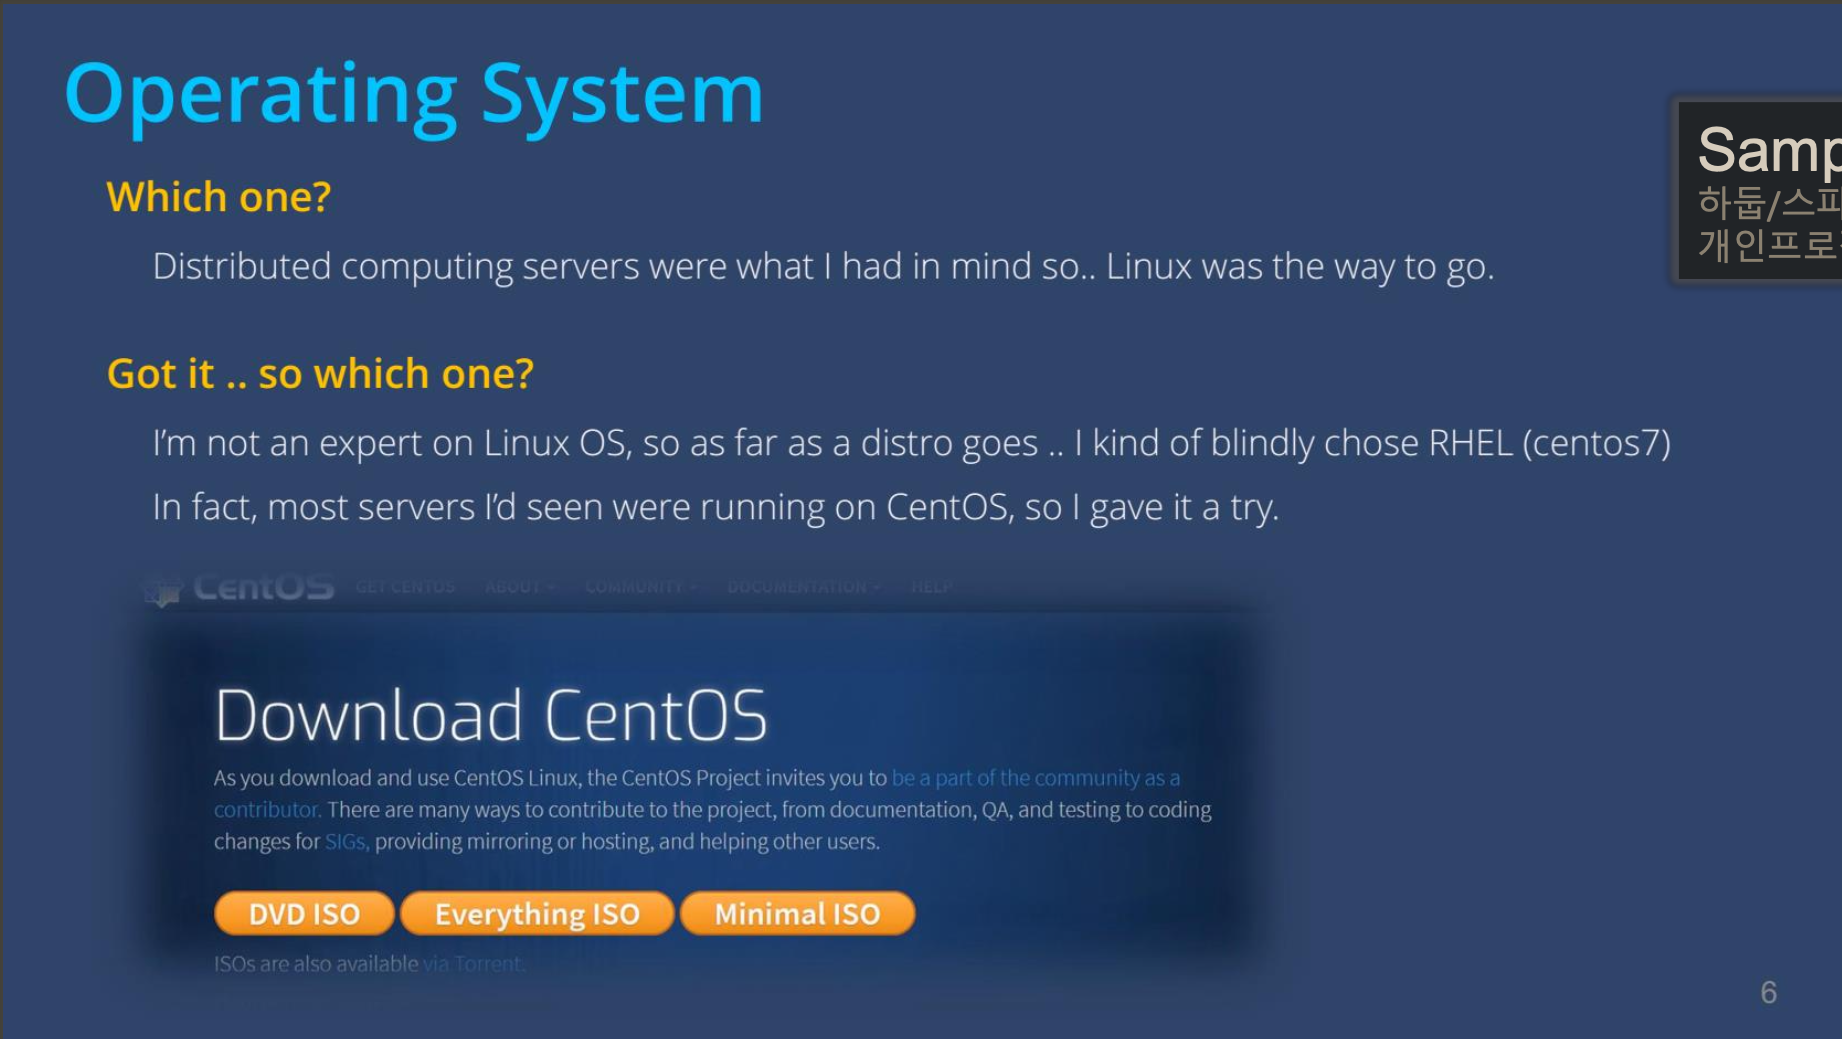 Operating System
Which one?
Distributed computing servers were what I had in mind so.. Linux was the way to go.
Got it .. so which one?
I'm not an expert on Linux OS, so as far as a distro goes .. I kind of blindly chose RHEL (centos7)
In fact, most servers I'd seen were running on CentOS, so I gave it a try.
CentOS GET CENTOS ABOUT COMMUNITY DOCUMENTATION HELP
Download CentOS
As you download and use CentOS Linux, the CentOS Project invites you to be a part of the community as a
contributor. There are many ways to contribute to the project, from documentation, QA, and testing to coding
changes for SIGs, providing mirroring or hosting, and helping other users.
DVD ISO Everything ISO Minimal ISO
ISOs are also available via Torrent.
Samp
하둡/스파
개인프로
6